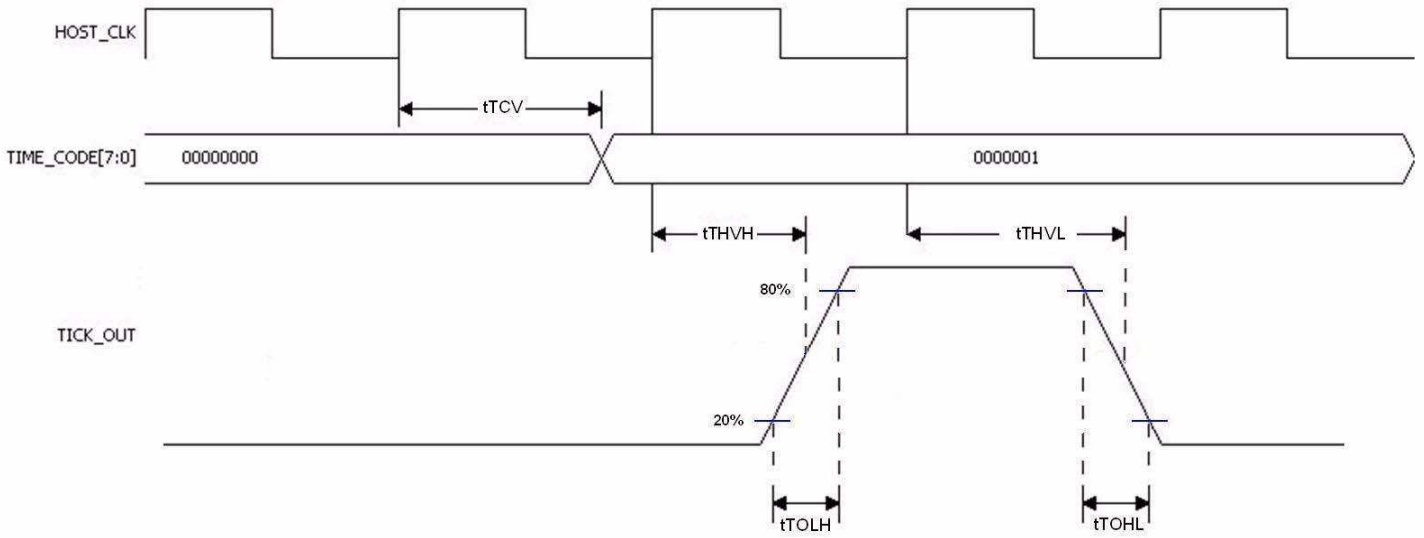 HOST_CLK
tTCV
TIME_CODE[7:0]
00000000
0000001
tTHVH
tTHVL
80%
TICK_OUT
20%
tTOLH
tTOHL